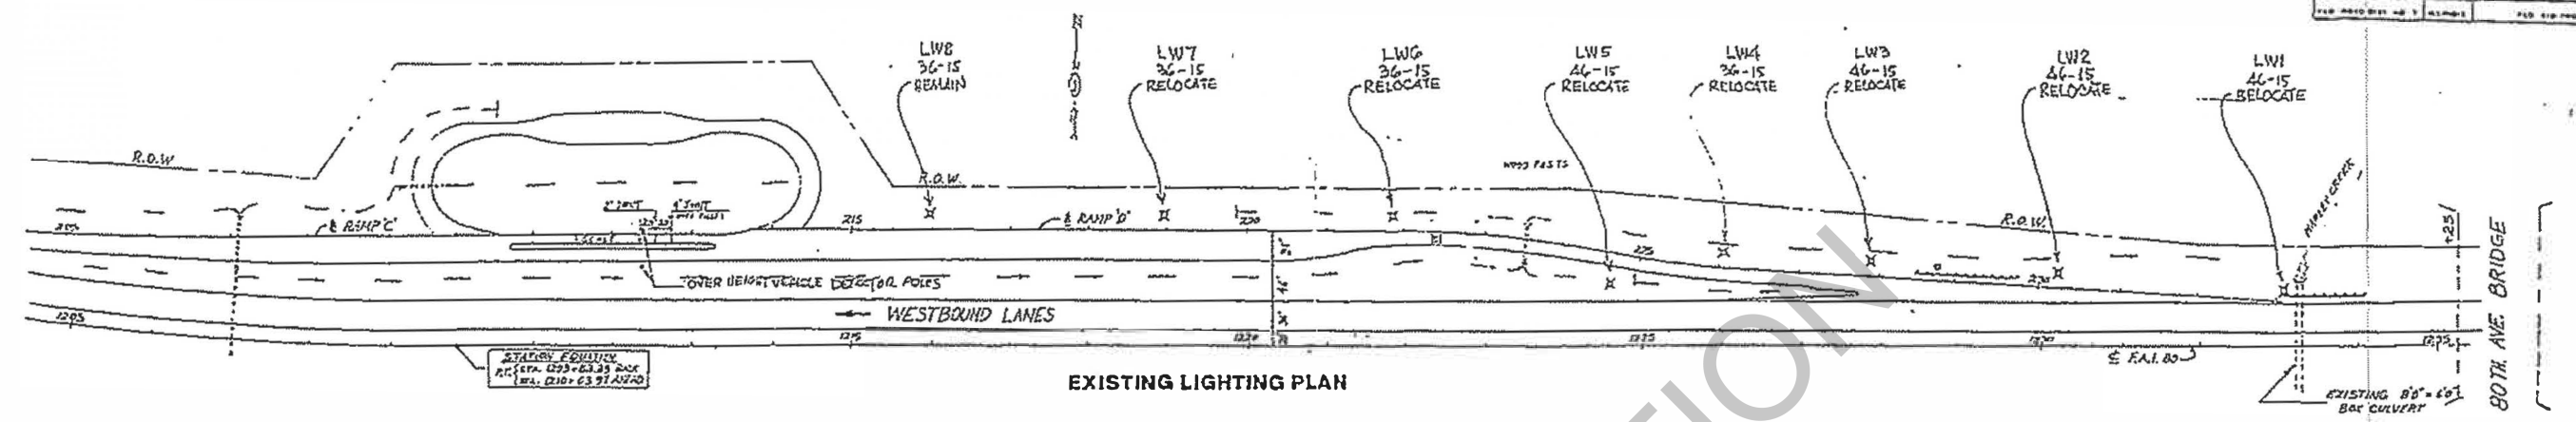 LW8
36-15
REMAIN
LW7
36-15
RELOCATE
LW6
36-15
RELOCATE
LW5
46-15
RELOCATE
LW4
36-15
RELOCATE
LW3
46-15
RELOCATE
LW2
46-15
RELOCATE
LW1
46-15
RELOCATE
N
R.O.W
R.O.W.
R.O.W.
WOOD POSTS
℄ RAMP 'C'
215
℄ RAMP 'D'
220
225
230
OVER HEIGHT VEHICLE DETECTOR POLES
← WESTBOUND LANES
1205
1215
1220
1225
1230
1235
℄ F.A.I. 80
STATION EQUATION
EXISTING LIGHTING PLAN
EXISTING 8'0" × 6'0"
BOX CULVERT
+25
80TH. AVE. BRIDGE
TION